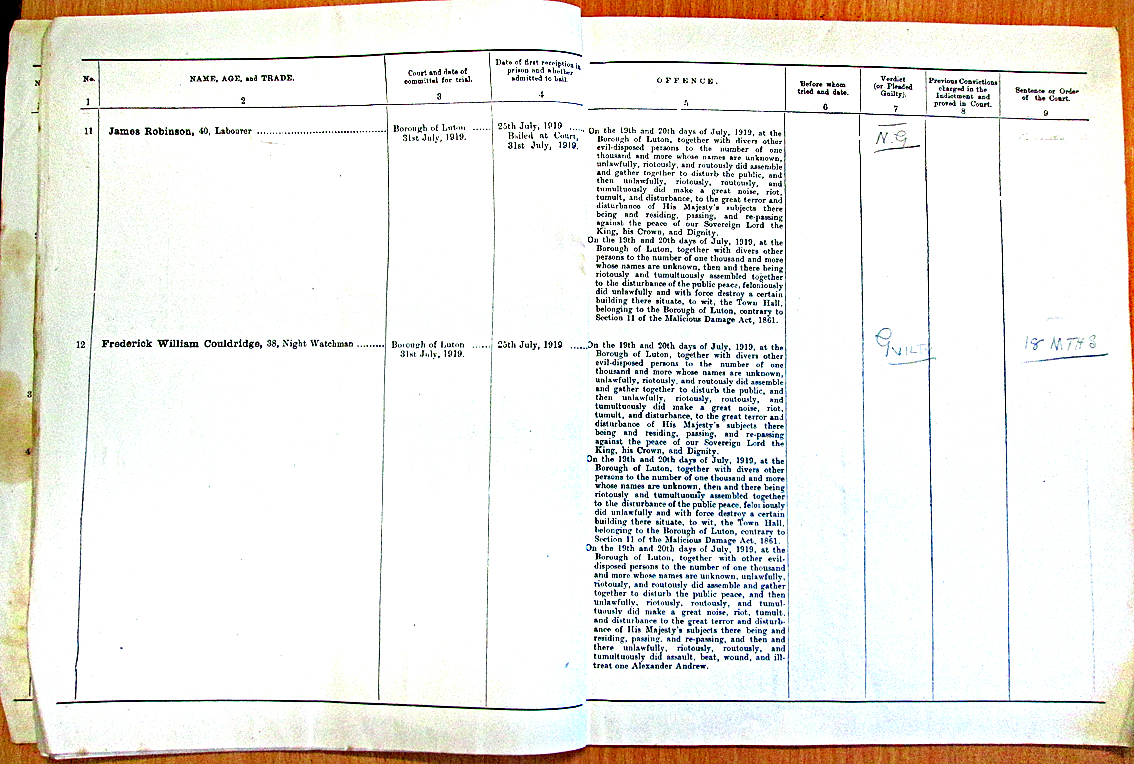 No.
NAME, AGE, and TRADE.
Court and date of
committal for trial.
Date of first reception in
prison and whether
admitted to bail.
OFFENCE.
Before whom
tried and date.
Verdict
(or Pleaded
Guilty).
Previous Convictions
charged in the
Indictment and
proved in Court.
Sentence or Order
of the Court.
1
2
3
4
5
6
7
8
9
11
James Robinson, 40, Labourer
Borough of Luton
31st July, 1919.
25th July, 1919
Bailed at Court,
31st July, 1919.
On the 19th and 20th days of July, 1919, at the
Borough of Luton, together with divers other
evil-disposed persons to the number of one
thousand and more whose names are unknown,
unlawfully, riotously, and routously did assemble
and gather together to disturb the public, and
then unlawfully, riotously, routously, and
tumultuously did make a great noise, riot,
tumult, and disturbance, to the great terror and
disturbance of His Majesty's subjects there
being and residing, passing, and re-passing
against the peace of our Sovereign Lord the
King, his Crown, and Dignity.
On the 19th and 20th days of July, 1919, at the
Borough of Luton, together with divers other
persons to the number of one thousand and more
whose names are unknown, then and there being
riotously and tumultuously assembled together
to the disturbance of the public peace, feloniously
did unlawfully and with force destroy a certain
building there situate, to wit, the Town Hall,
belonging to the Borough of Luton, contrary to
Section 11 of the Malicious Damage Act, 1861.
N.G
12
Frederick William Couldridge, 38, Night Watchman
Borough of Luton
31st July, 1919.
25th July, 1919
On the 19th and 20th days of July, 1919, at the
Borough of Luton, together with divers other
evil-disposed persons to the number of one
thousand and more whose names are unknown,
unlawfully, riotously, and routously did assemble
and gather together to disturb the public, and
then unlawfully, riotously, routously, and
tumultuously did make a great noise, riot,
tumult, and disturbance, to the great terror and
disturbance of His Majesty's subjects there
being and residing, passing, and re-passing
against the peace of our Sovereign Lord the
King, his Crown, and Dignity.
On the 19th and 20th days of July, 1919, at the
Borough of Luton, together with divers other
persons to the number of one thousand and more
whose names are unknown, then and there being
riotously and tumultuously assembled together
to the disturbance of the public peace, feloniously
did unlawfully and with force destroy a certain
building there situate, to wit, the Town Hall,
belonging to the Borough of Luton, contrary to
Section 11 of the Malicious Damage Act, 1861.
On the 19th and 20th days of July, 1919, at the
Borough of Luton, together with other evil-
disposed persons to the number of one thousand
and more whose names are unknown, unlawfully,
riotously, and routously did assemble and gather
together to disturb the public peace, and then
unlawfully, riotously, routously, and tumul-
tuously did make a great noise, riot, tumult,
and disturbance to the great terror and disturb-
ance of His Majesty's subjects there being and
residing, passing, and re-passing, and then and
there unlawfully, riotously, routously, and
tumultuously did assault, beat, wound, and ill-
treat one Alexander Andrew.
GUILTY
18 MTHS